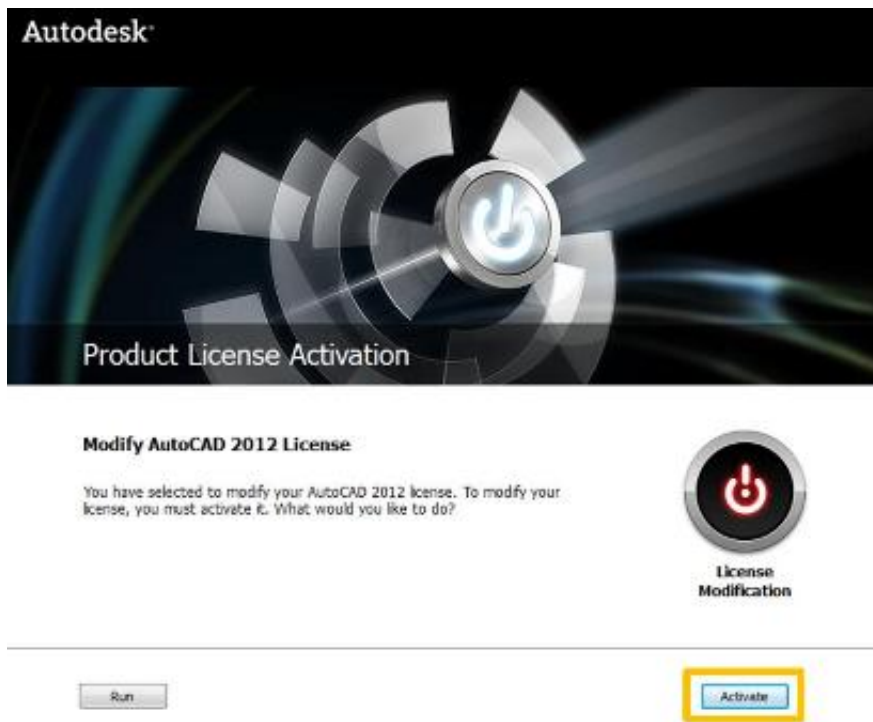 Autodesk
Product License Activation
Modify AutoCAD 2012 License
You have selected to modify your AutoCAD 2012 license. To modify your
license, you must activate it. What would you like to do?
License
Modification
Run
Activate